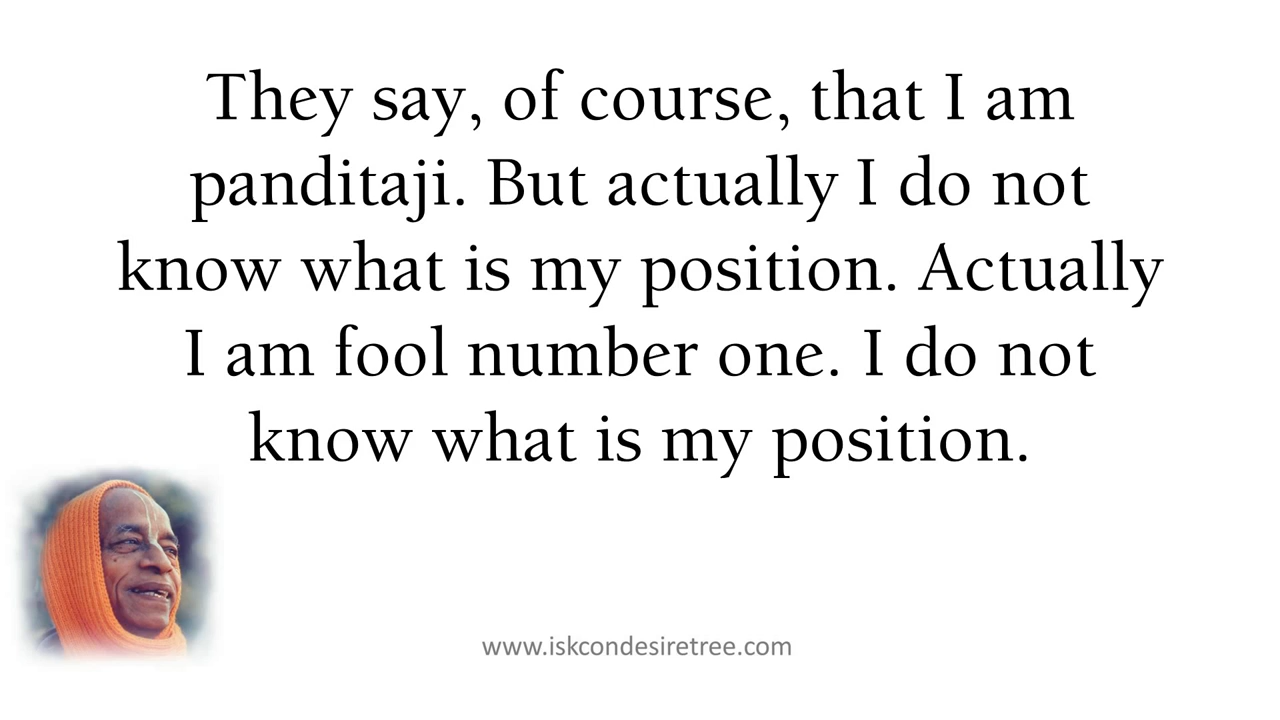 They say, of course, that I am
panditaji. But actually I do not
know what is my position. Actually
I am fool number one. I do not
know what is my position.
www.iskcondesiretree.com